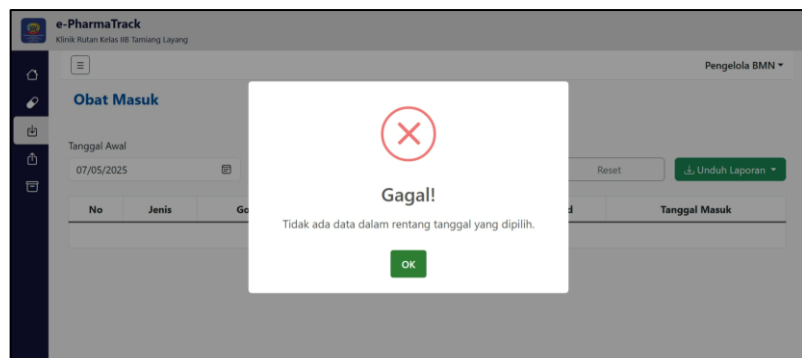 e-PharmaTrack
Klinik Rutan Kelas IIB Tamiang Layang
Pengelola BMN
Obat Masuk
Tanggal Awal
07/05/2025
Reset
Unduh Laporan
No Jenis Tanggal Masuk
Gagal!
Tidak ada data dalam rentang tanggal yang dipilih.
OK